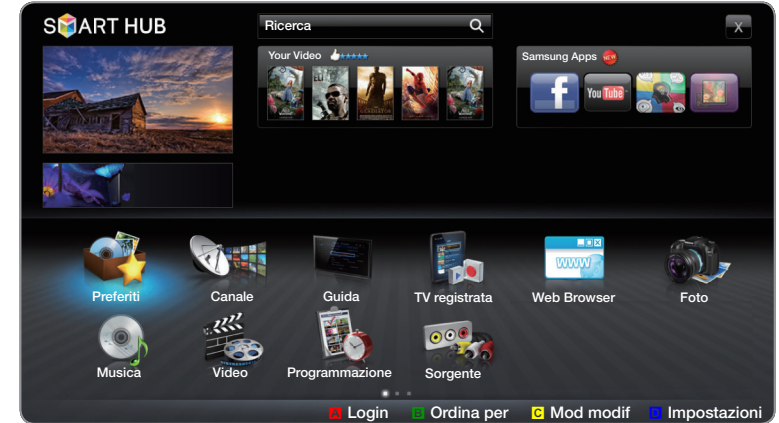 SMART HUB
Ricerca
X
Your Video
Samsung Apps NEW
f You Tube
Preferiti Canale Guida TV registrata Web Browser Foto
www
Musica Video Programmazione Sorgente
A Login B Ordina per C Mod modif D Impostazioni